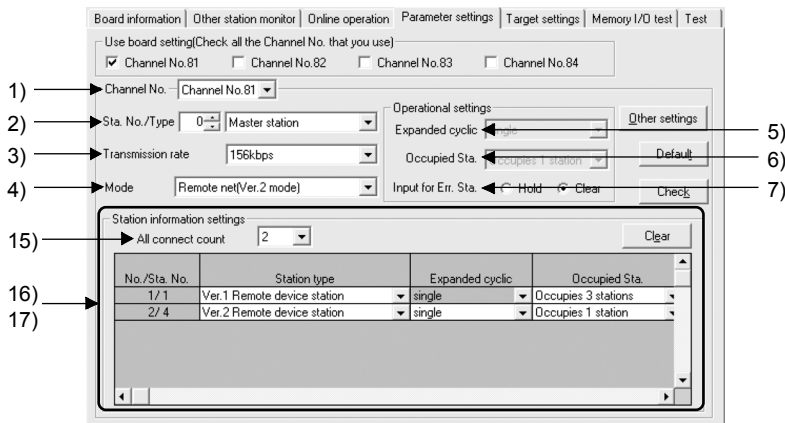 Board information Other station monitor Online operation Parameter settings Target settings Memory I/O test Test
Use board setting(Check all the Channel No. that you use)
Channel No.81 Channel No.82 Channel No.83 Channel No.84
1) Channel No. Channel No.81
2) Sta. No./Type 0 Master station
3) Transmission rate 156kbps
4) Mode Remote net(Ver.2 mode)
Operational settings
Expanded cyclic single 5)
Occupied Sta. Occupies 1 station 6)
Input for Err. Sta. Hold Clear 7)
Other settings
Default
Check
Station information settings
15) All connect count 2 Clear
16)
17)
No./Sta. No. Station type Expanded cyclic Occupied Sta.
1/ 1 Ver.1 Remote device station single Occupies 3 stations
2/ 4 Ver.2 Remote device station single Occupies 1 station